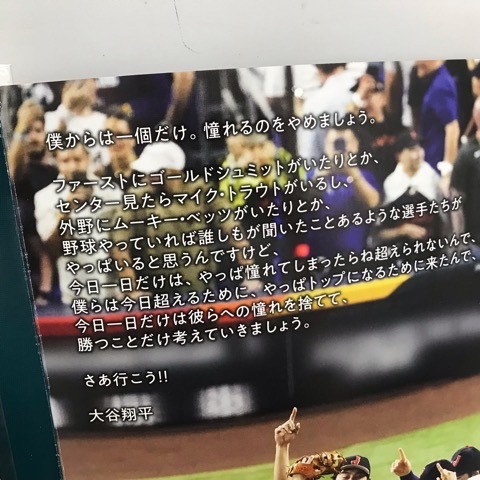 僕からは一個だけ。憧れるのをやめましょう。
ファーストにゴールドシュミットがいたりとか、
センター見たらマイク・トラウトがいるし、
外野にムーキー・ベッツがいたりとか、
野球やっていれば誰しもが聞いたことあるような選手たちが
やっぱいると思うんですけど、
今日一日だけは、やっぱ憧れてしまったらね超えられないんで、
僕らは今日超えるために、やっぱトップになるために来たんで、
今日一日だけは彼らへの憧れを捨てて、
勝つことだけ考えていきましょう。
さあ行こう!!
大谷翔平
J